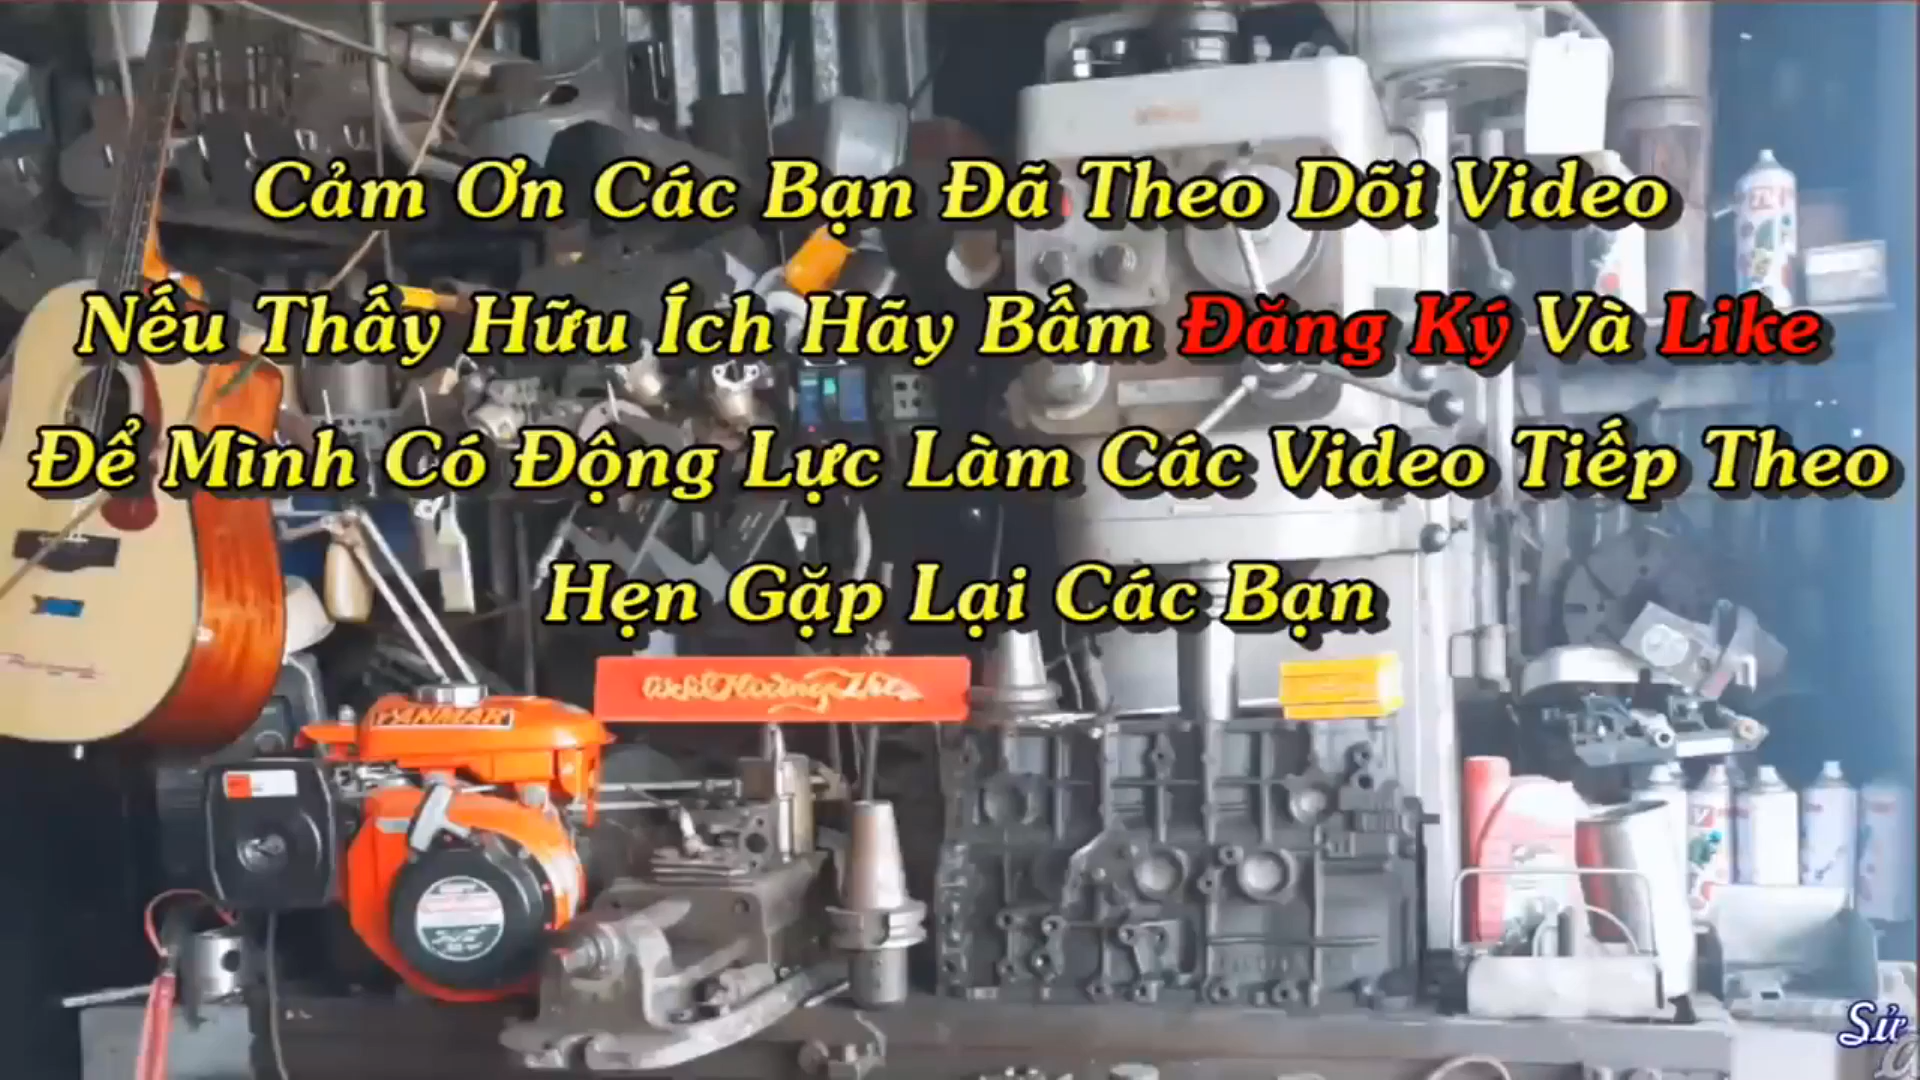 Cảm Ơn Các Bạn Đã Theo Dõi Video
Nếu Thấy Hữu Ích Hãy Bấm Đăng Ký Và Like
Để Mình Có Động Lực Làm Các Video Tiếp Theo
Hẹn Gặp Lại Các Bạn
YANMAR
Sử